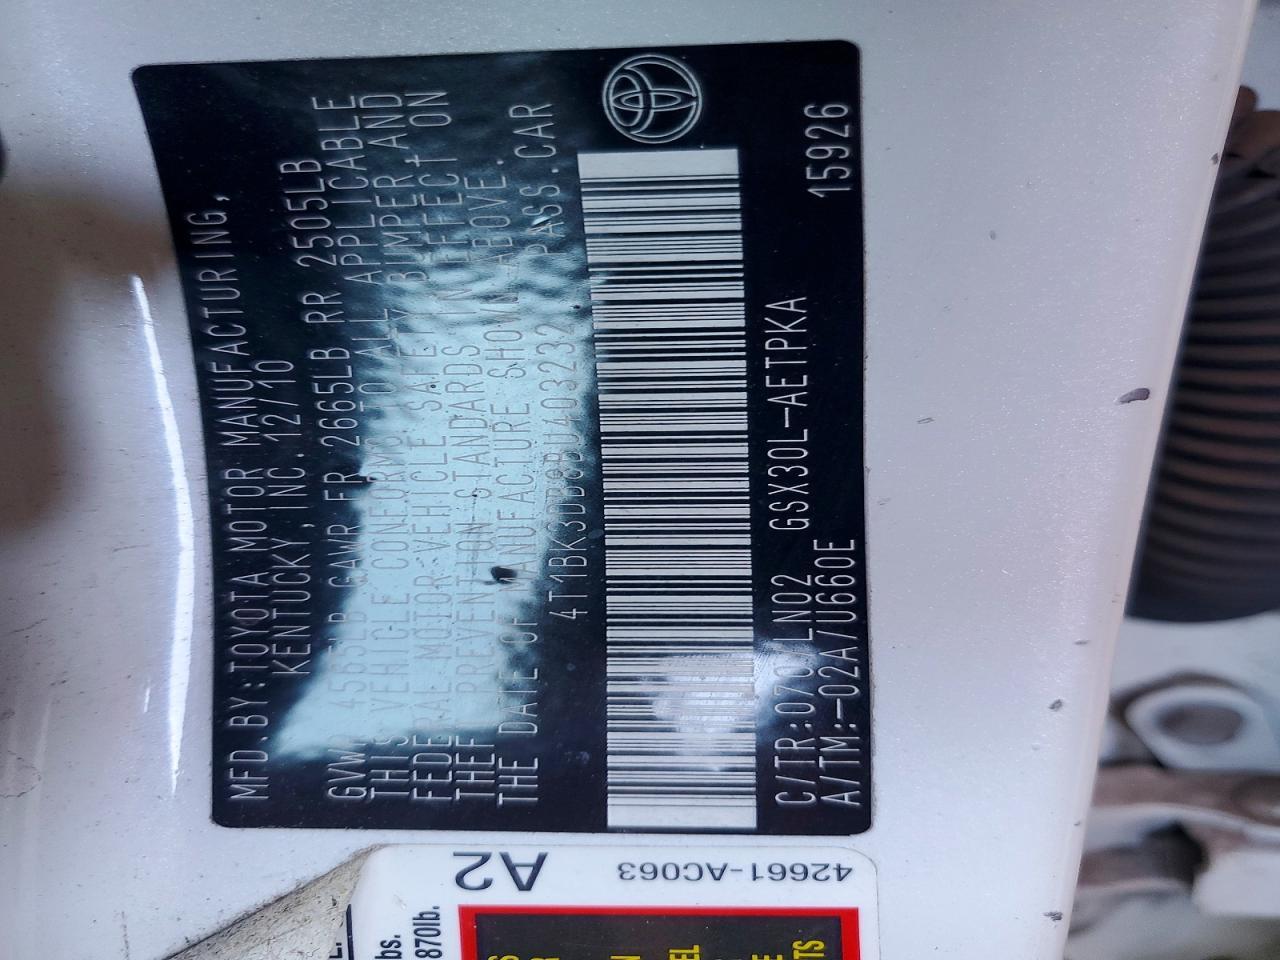 MFD.BY:TOYOTA MOTOR MANUFACTURING,
KENTUCKY,INC.12/10
GVWR 4565LB GAWR FR 2665LB RR 2505LB
THIS VEHICLE CONFORMS TO ALL APPLICABLE
FEDERAL MOTOR VEHICLE SAFETY BUMPER,AND
THEFT PREVENTION STANDARDS IN EFFECT ON
THE DATE OF MANUFACTURE SHOWN ABOVE.
4T1BK3DB8BU403232 PASS.CAR
C/TR:070/LN02 GSX30L-AETPKA 15926
A/TM:-02A/U660E
A2
42661-AC063
870lb.